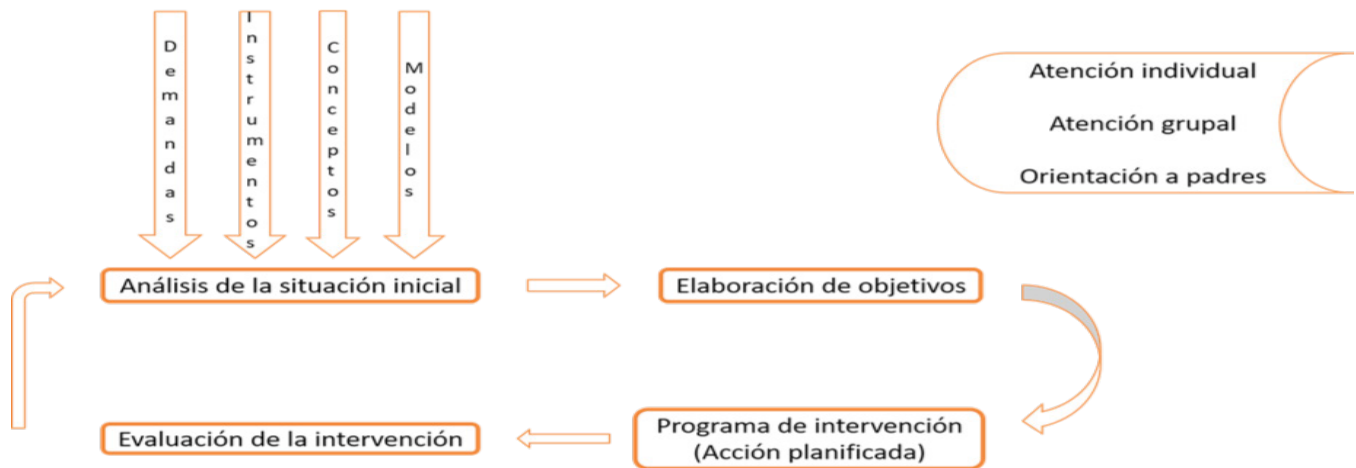 Demandas
Instrumentos
Conceptos
Modelos
Atención individual
Atención grupal
Orientación a padres
Análisis de la situación inicial
Elaboración de objetivos
Evaluación de la intervención
Programa de intervención
(Acción planificada)